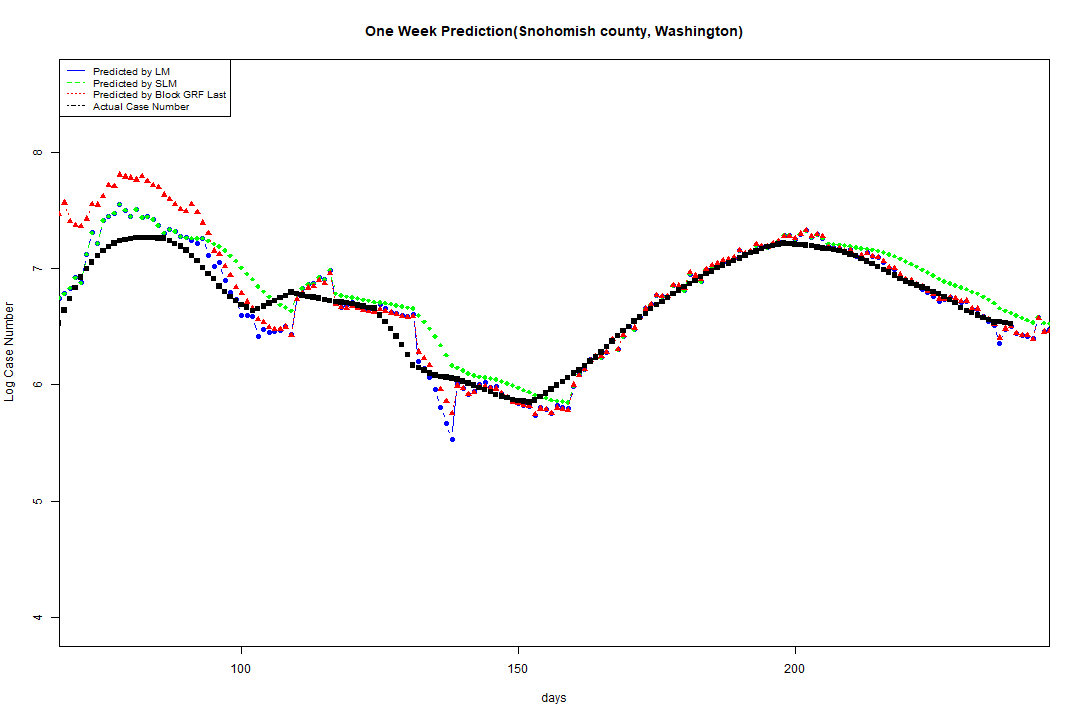 One Week Prediction(Snohomish county, Washington)
Predicted by LM
Predicted by SLM
Predicted by Block GRF Last
Actual Case Number
8
7
6
5
4
Log Case Number
100
150
200
days